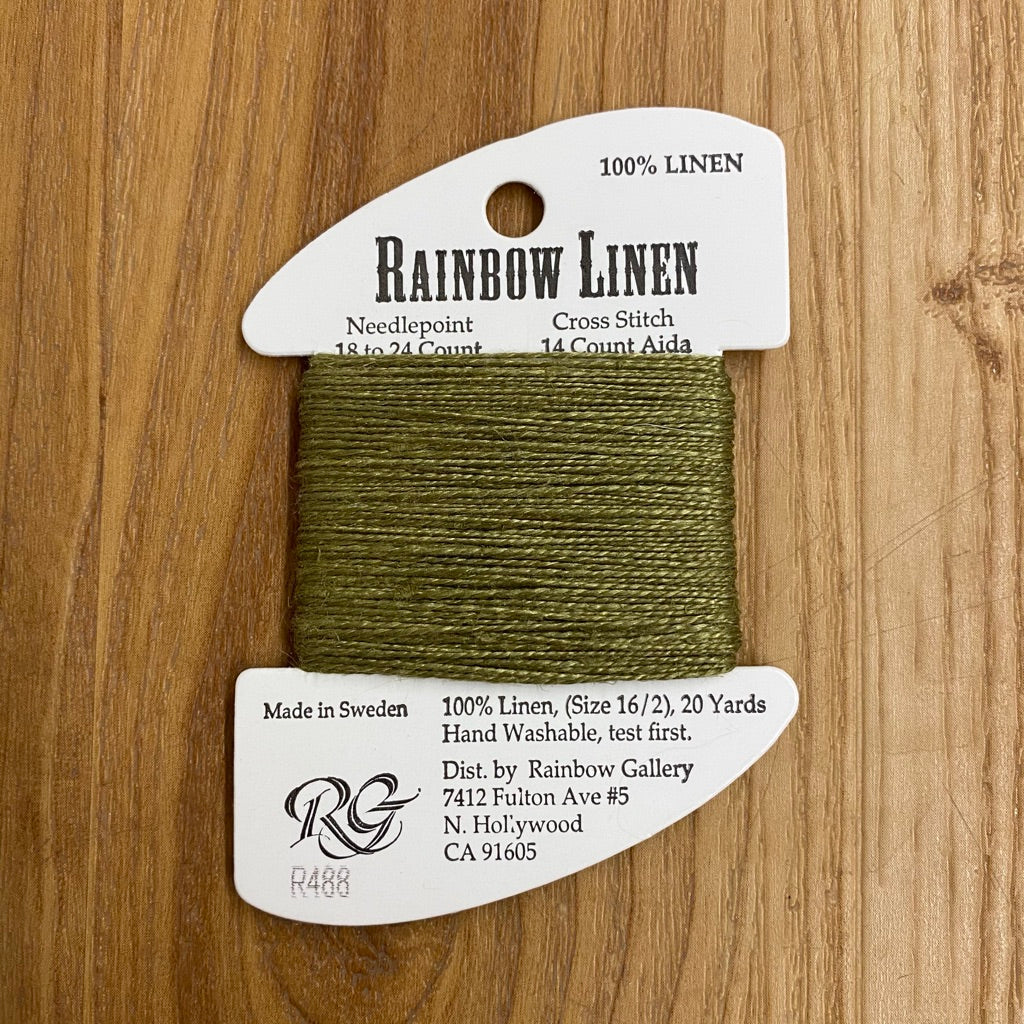 100% LINEN
RAINBOW LINEN
Needlepoint
18 to 24 Count
Cross Stitch
14 Count Aida
Made in Sweden
100% Linen, (Size 16/2), 20 Yards
Hand Washable, test first.
Dist. by Rainbow Gallery
7412 Fulton Ave #5
N. Hollywood
CA 91605
RG
R488